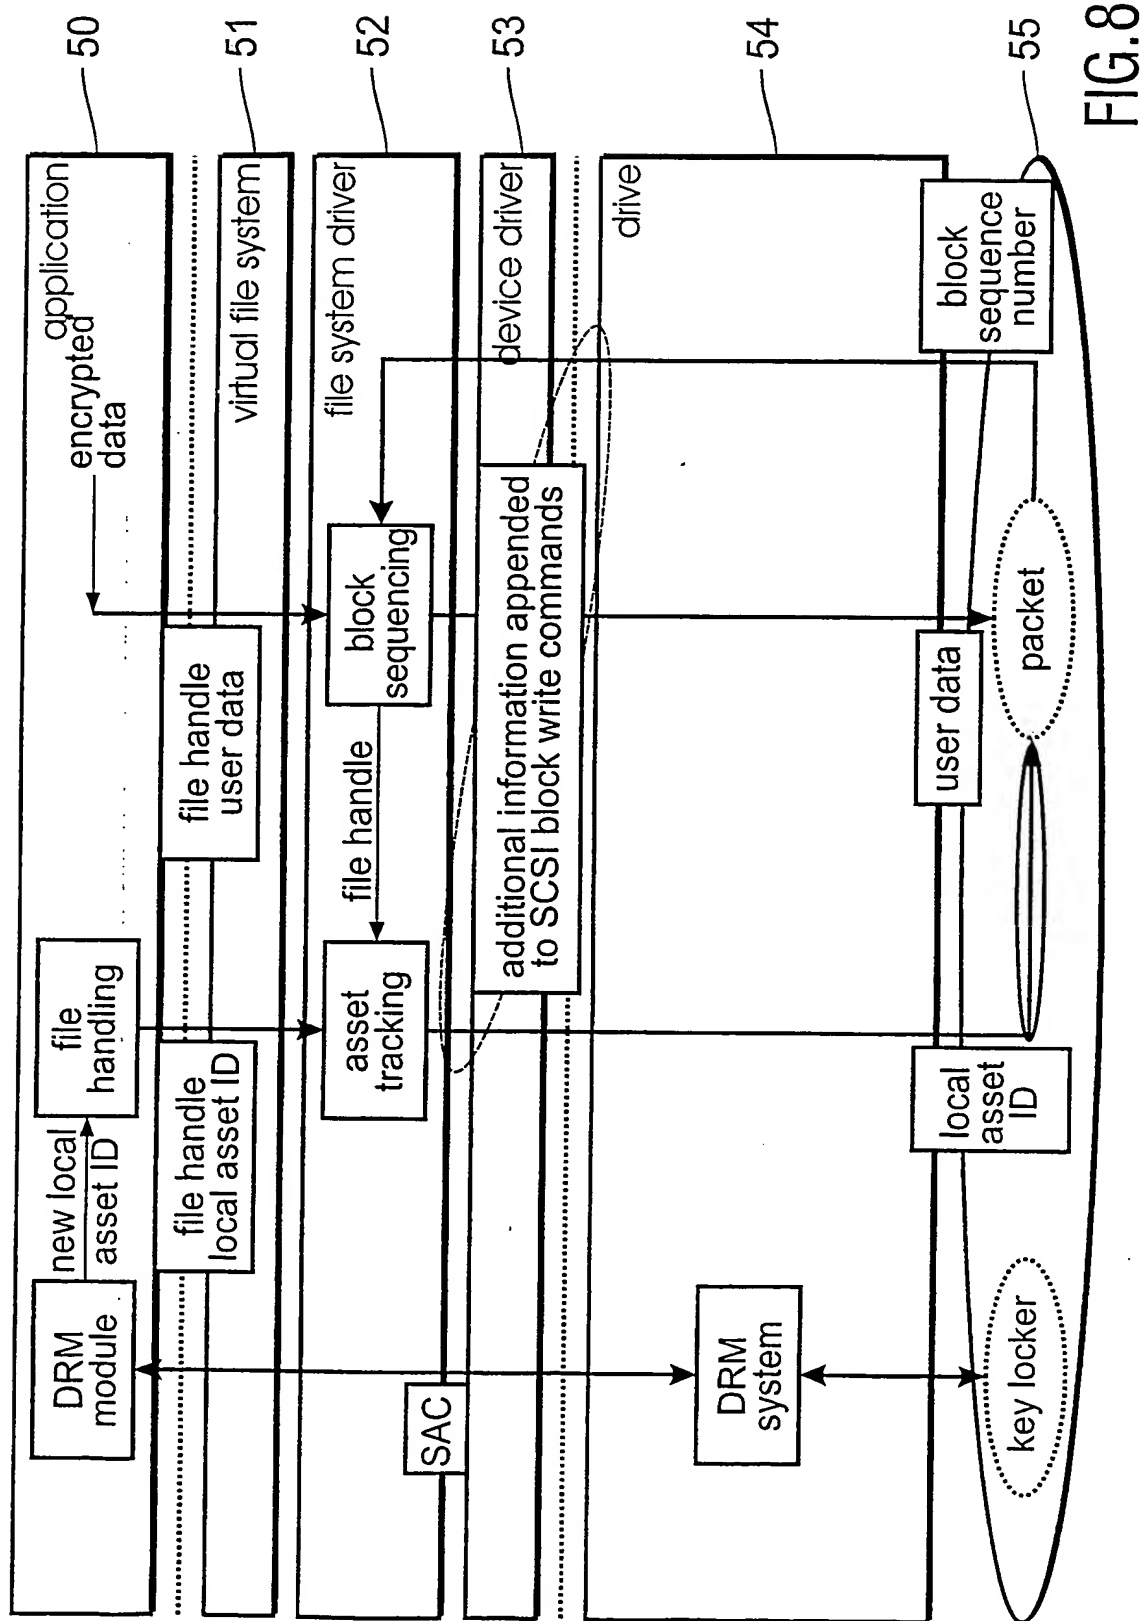 application
50
DRM
module
new local
asset ID
file
handling
encrypted
data
virtual file system
51
file handle
local asset ID
file handle
user data
file system driver
52
asset
tracking
file handle
block
sequencing
SAC
device driver
53
additional information appended
to SCSI block write commands
drive
54
DRM
system
local
asset
ID
user data
block
sequence
number
key locker
packet
55
FIG.8